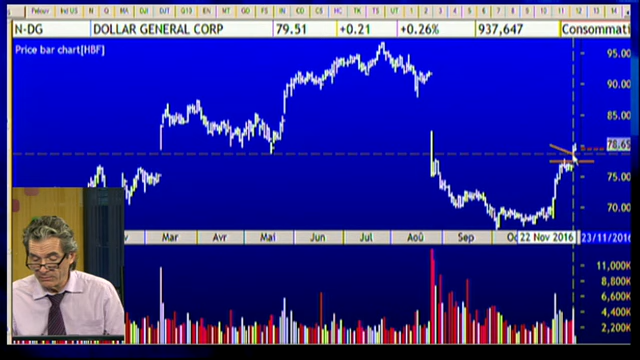 N-DG DOLLAR GENERAL CORP 79.51 +0.21 +0.26% 937,647 Consommati
Price bar chart[HBF]
95.00
90.00
85.00
78.69
75.00
70.00
Mar Avr Mai Jun Jul Aoû Sep 22 Nov 2016 23/11/2016
11,000K
8,800K
6,600K
4,400K
2,200K